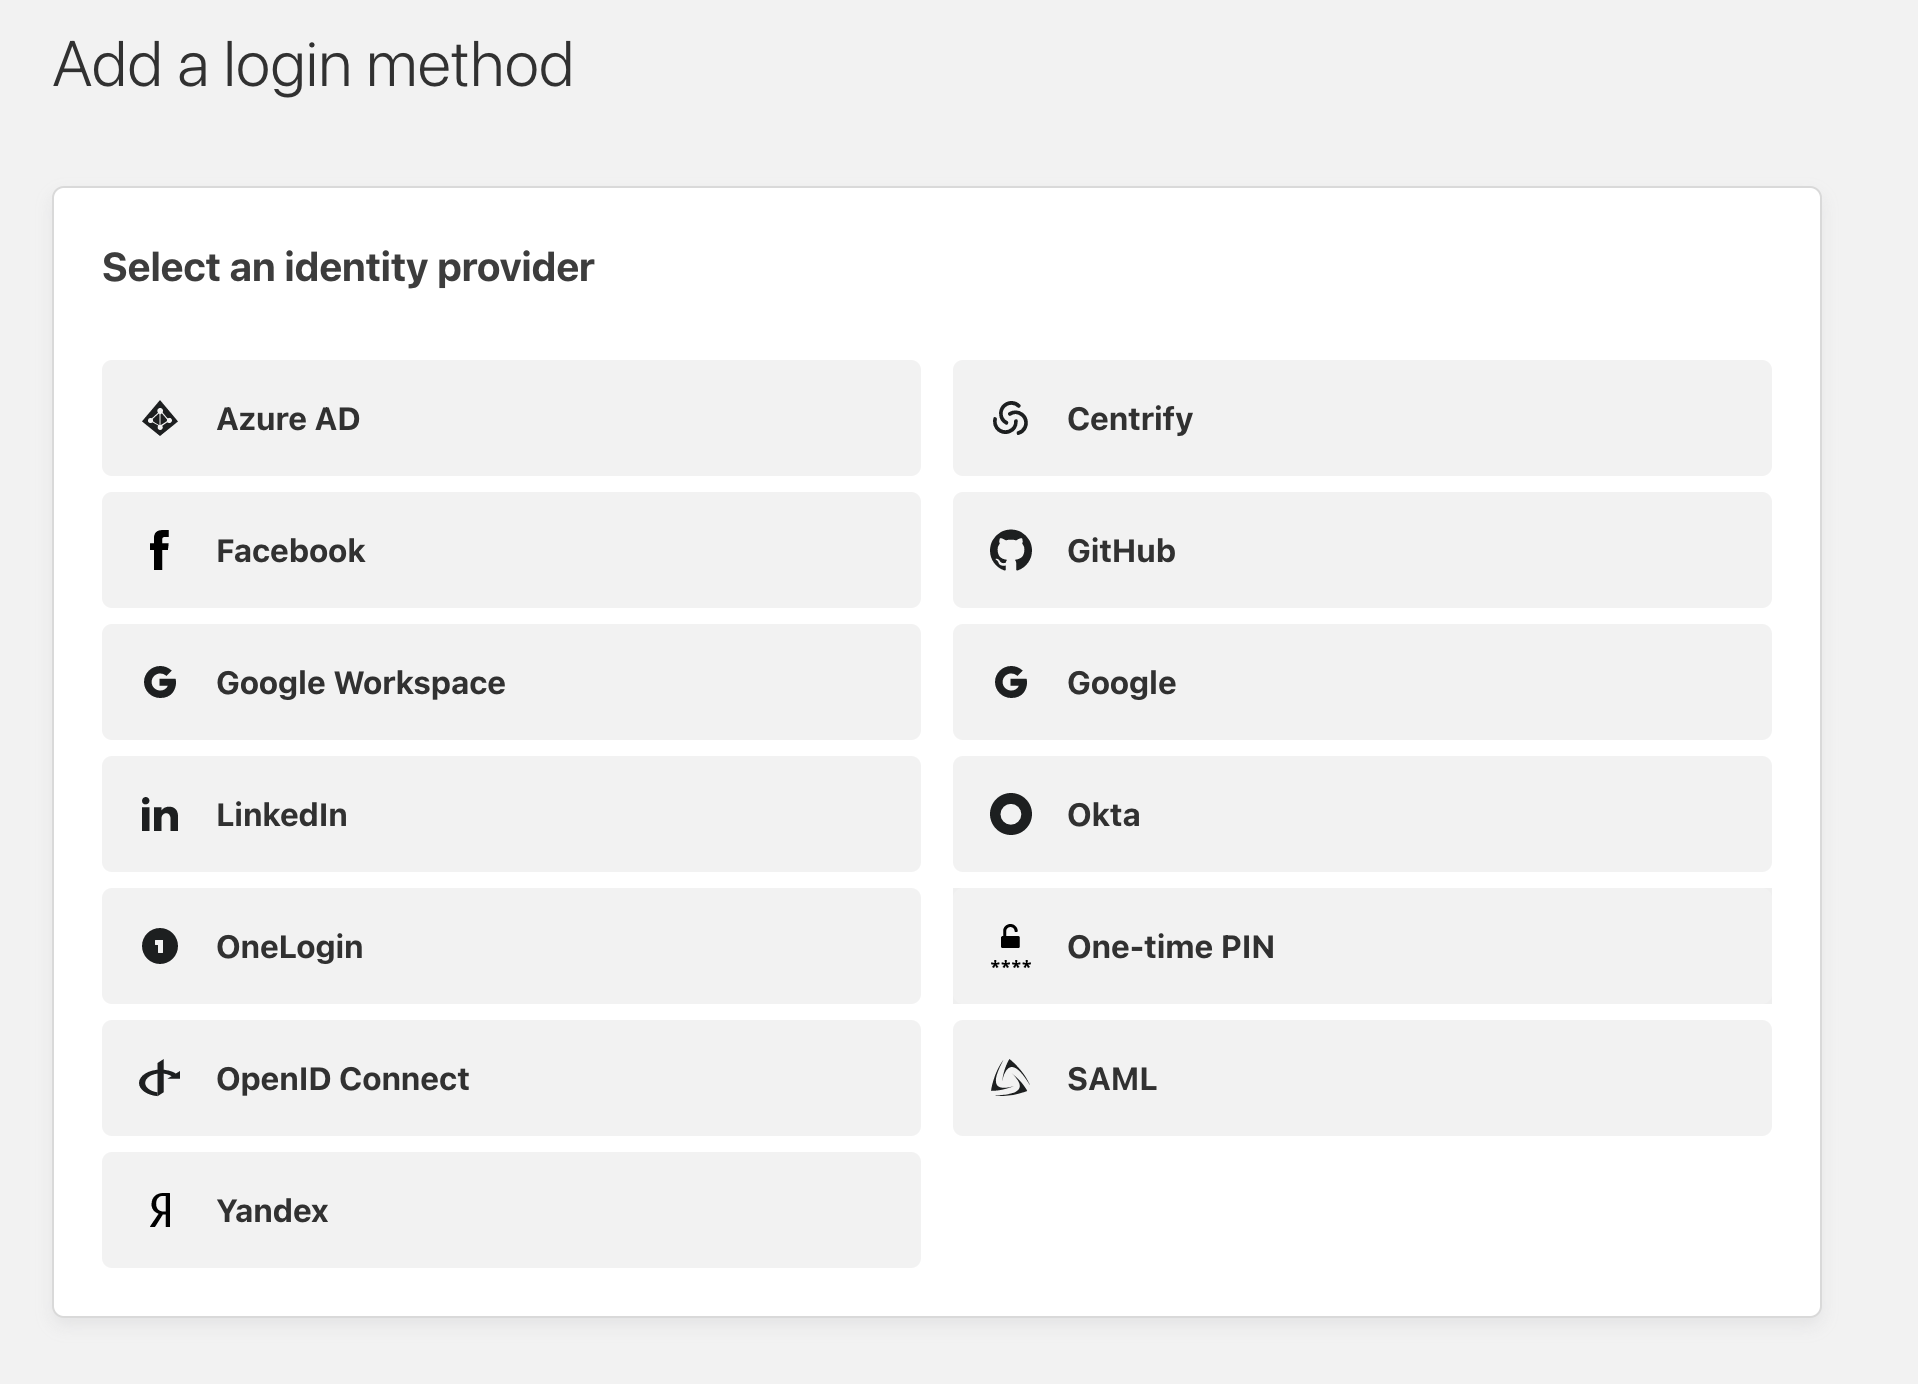 Add a login method
Select an identity provider
Azure AD
Centrify
Facebook
GitHub
Google Workspace
Google
LinkedIn
Okta
OneLogin
One-time PIN
****
OpenID Connect
SAML
Yandex